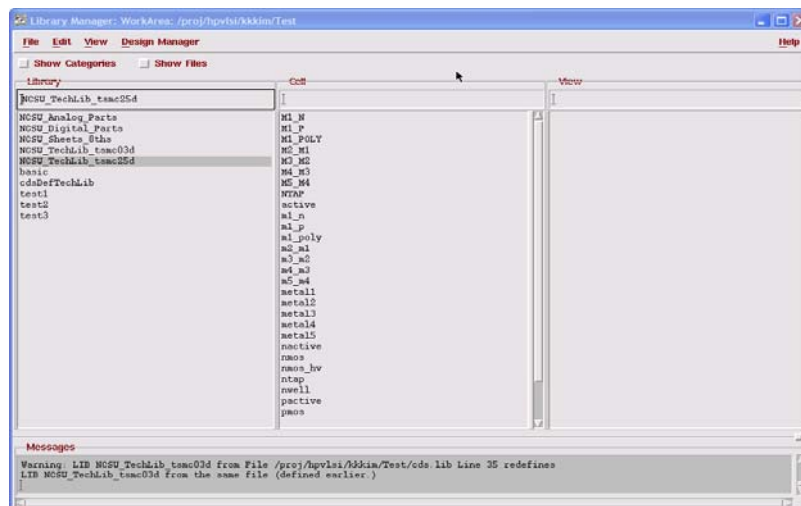 Library Manager: WorkArea: /proj/hpvlsi/kkkim/Test
File Edit View Design Manager Help
Show Categories Show Files
Library Cell View
NCSU_TechLib_tsmc25d
NCSU_Analog_Parts
NCSU_Digital_Parts
NCSU_Sheets_8ths
NCSU_TechLib_tsmc03d
NCSU_TechLib_tsmc25d
basic
cdsDefTechLib
test1
test2
test3
M1_N
M1_P
M1_POLY
M2_M1
M3_M2
M4_M3
M5_M4
NTAP
active
m1_n
m1_p
m1_poly
m2_m1
m3_m2
m4_m3
m5_m4
metal1
metal2
metal3
metal4
metal5
nactive
nmos
nmos_hv
ntap
nwell
pactive
pmos
Messages
Warning: LIB NCSU_TechLib_tsmc03d from File /proj/hpvlsi/kkkim/Test/cds.lib Line 35 redefines
LIB NCSU_TechLib_tsmc03d from the same file (defined earlier.)